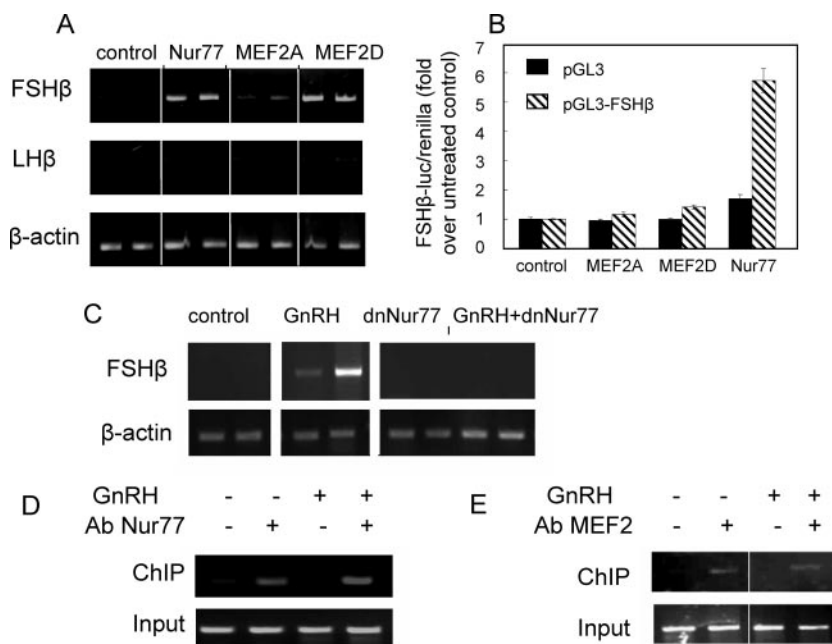 A
control Nur77 MEF2A MEF2D
FSHβ
LHβ
β-actin
B
FSHβ-luc/renilla (fold
over untreated control)
7
6
5
4
3
2
1
0
pGL3
pGL3-FSHβ
control MEF2A MEF2D Nur77
C
control GnRH dnNur77 GnRH+dnNur77
FSHβ
β-actin
D
GnRH - - + +
Ab Nur77 - + - +
ChIP
Input
E
GnRH - - + +
Ab MEF2 - + - +
ChIP
Input